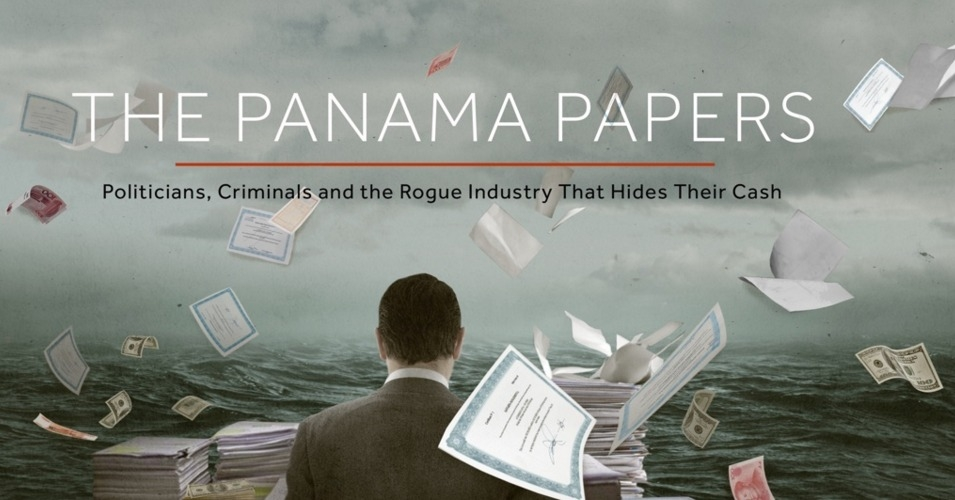 THE PANAMA PAPERS
Politicians, Criminals and the Rogue Industry That Hides Their Cash